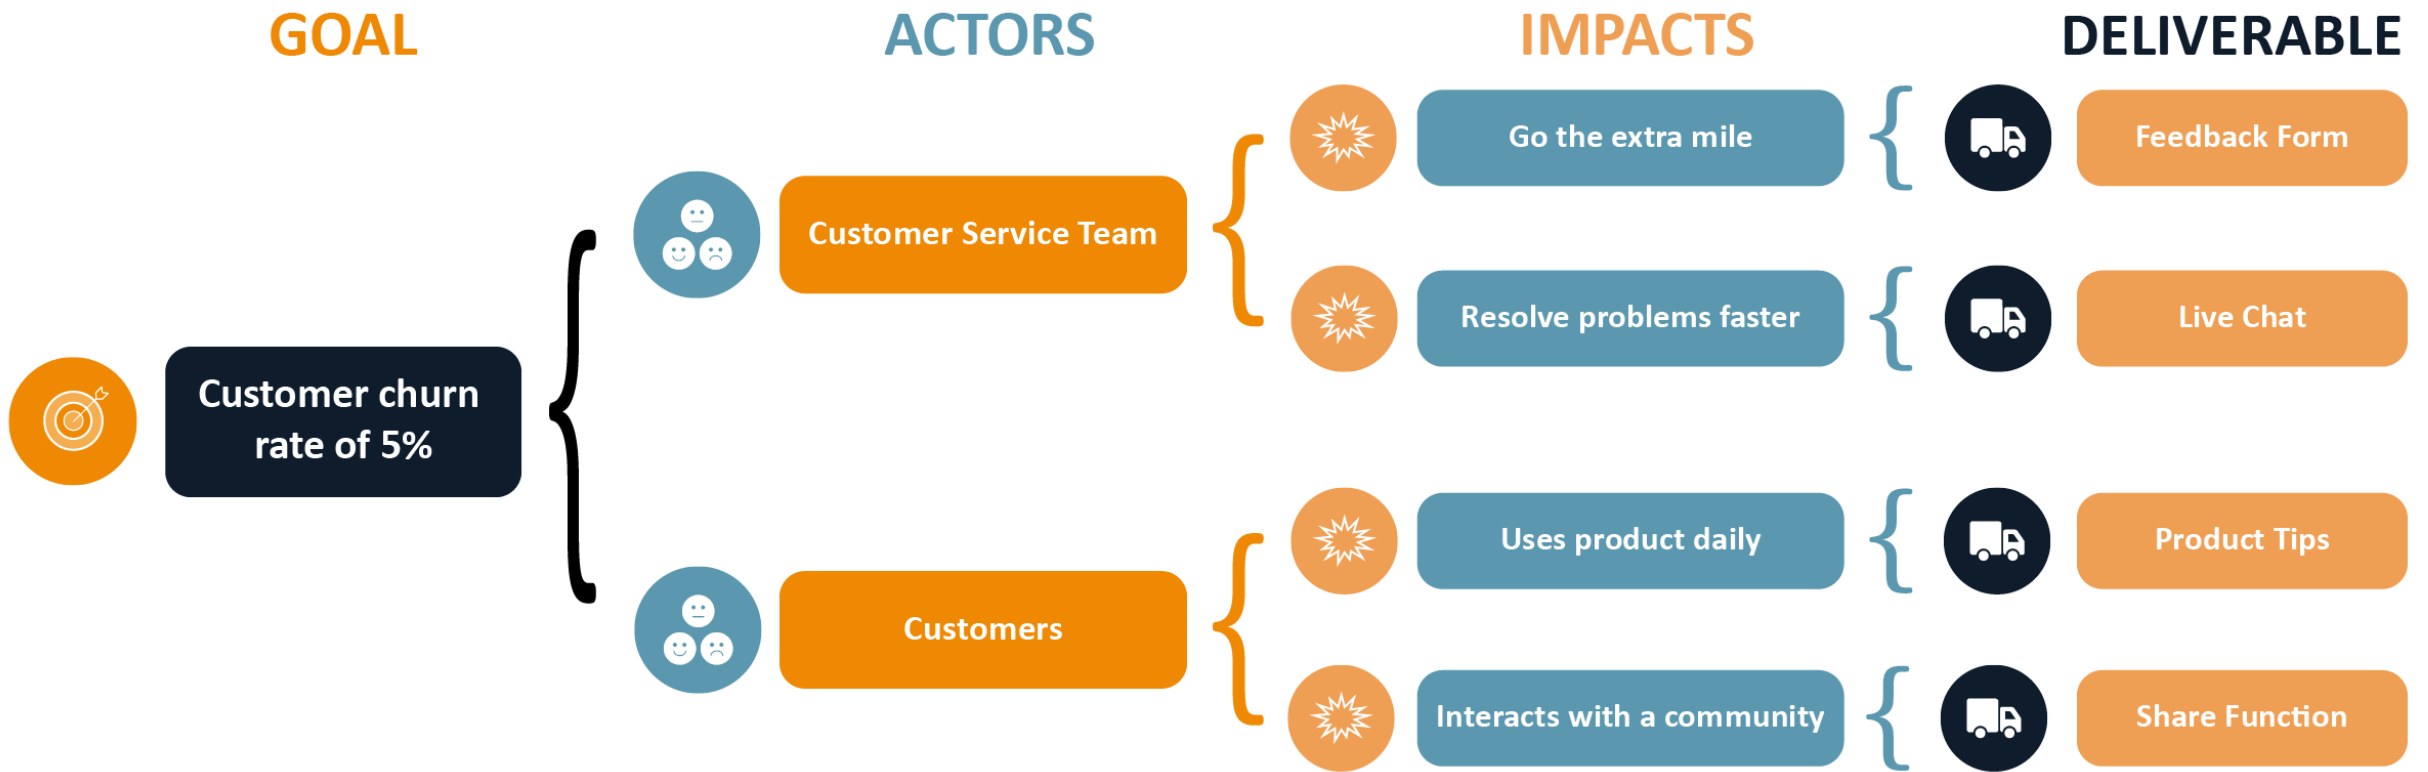 GOAL
ACTORS
IMPACTS
DELIVERABLE
Customer churn
rate of 5%
Customer Service Team
Go the extra mile
Feedback Form
Resolve problems faster
Live Chat
Customers
Uses product daily
Product Tips
Interacts with a community
Share Function